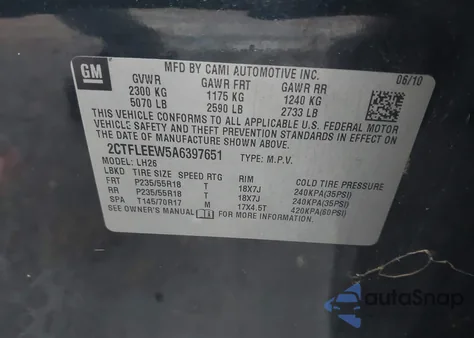 GM
MFD BY CAMI AUTOMOTIVE INC.
06/10
GVWR GAWR FRT GAWR RR
2300 KG 1175 KG 1240 KG
5070 LB 2590 LB 2733 LB
THIS VEHICLE CONFORMS TO ALL APPLICABLE U.S. FEDERAL MOTOR
VEHICLE SAFETY AND THEFT PREVENTION STANDARDS IN EFFECT ON
THE DATE OF MANUFACTURE SHOWN ABOVE.
2CTFLEEW5A6397651 TYPE: M.P.V.
MODEL: LH26
LBKD TIRE SIZE SPEED RTG RIM COLD TIRE PRESSURE
FRT P235/55R18 T 18X7J 240KPA(35PSI)
RR P235/55R18 T 18X7J 240KPA(35PSI)
SPA T145/70R17 M 17X4.5T 420KPA(60PSI)
SEE OWNER'S MANUAL i FOR MORE INFORMATION.
autoSnap